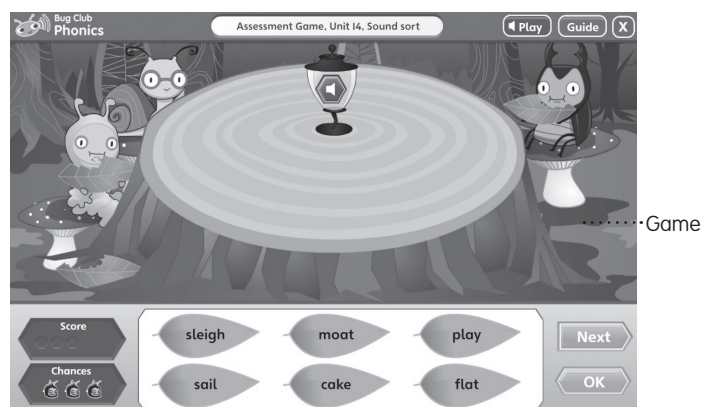 Bug Club
Phonics
Assessment Game, Unit 14, Sound sort
Play
Guide
X
Game
Score
Chances
sleigh
moat
play
sail
cake
flat
Next
OK